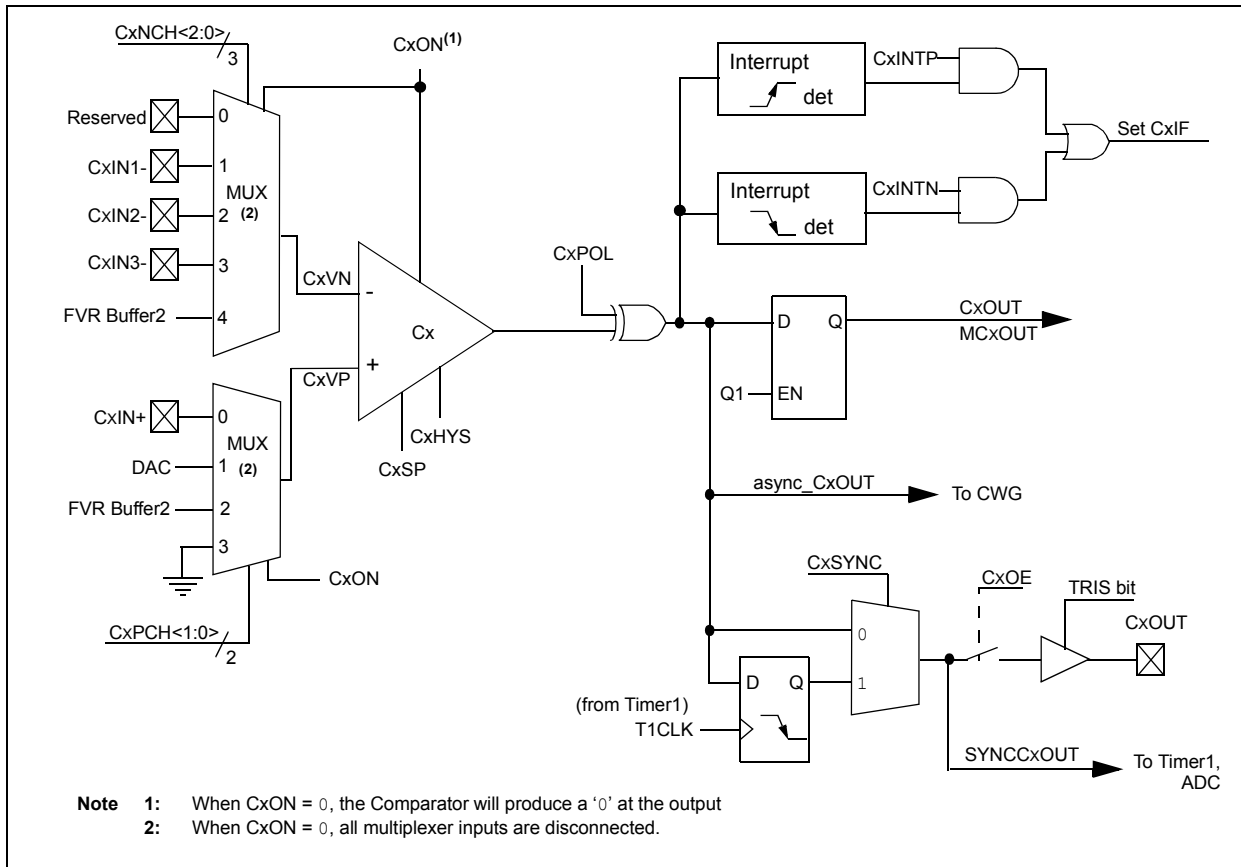 CxNCH<2:0>
3
CxON(1)
Reserved
0
CxIN1-
1
MUX
(2)
CxIN2-
2
CxIN3-
3
FVR Buffer2
4
CxVN
-
Cx
+
CxVP
CxHYS
CxSP
CxIN+
0
MUX
(2)
DAC
1
FVR Buffer2
2
3
CxON
CxPCH<1:0>
2
CxPOL
Interrupt
det
CxINTP
Interrupt
det
CxINTN
Set CxIF
D
Q
Q1
EN
CxOUT
MCxOUT
async_CxOUT
To CWG
CxSYNC
0
1
D
Q
(from Timer1)
T1CLK
CxOE
TRIS bit
CxOUT
SYNCCxOUT
To Timer1,
ADC
Note 1: When CxON = 0, the Comparator will produce a ‘0’ at the output
2: When CxON = 0, all multiplexer inputs are disconnected.